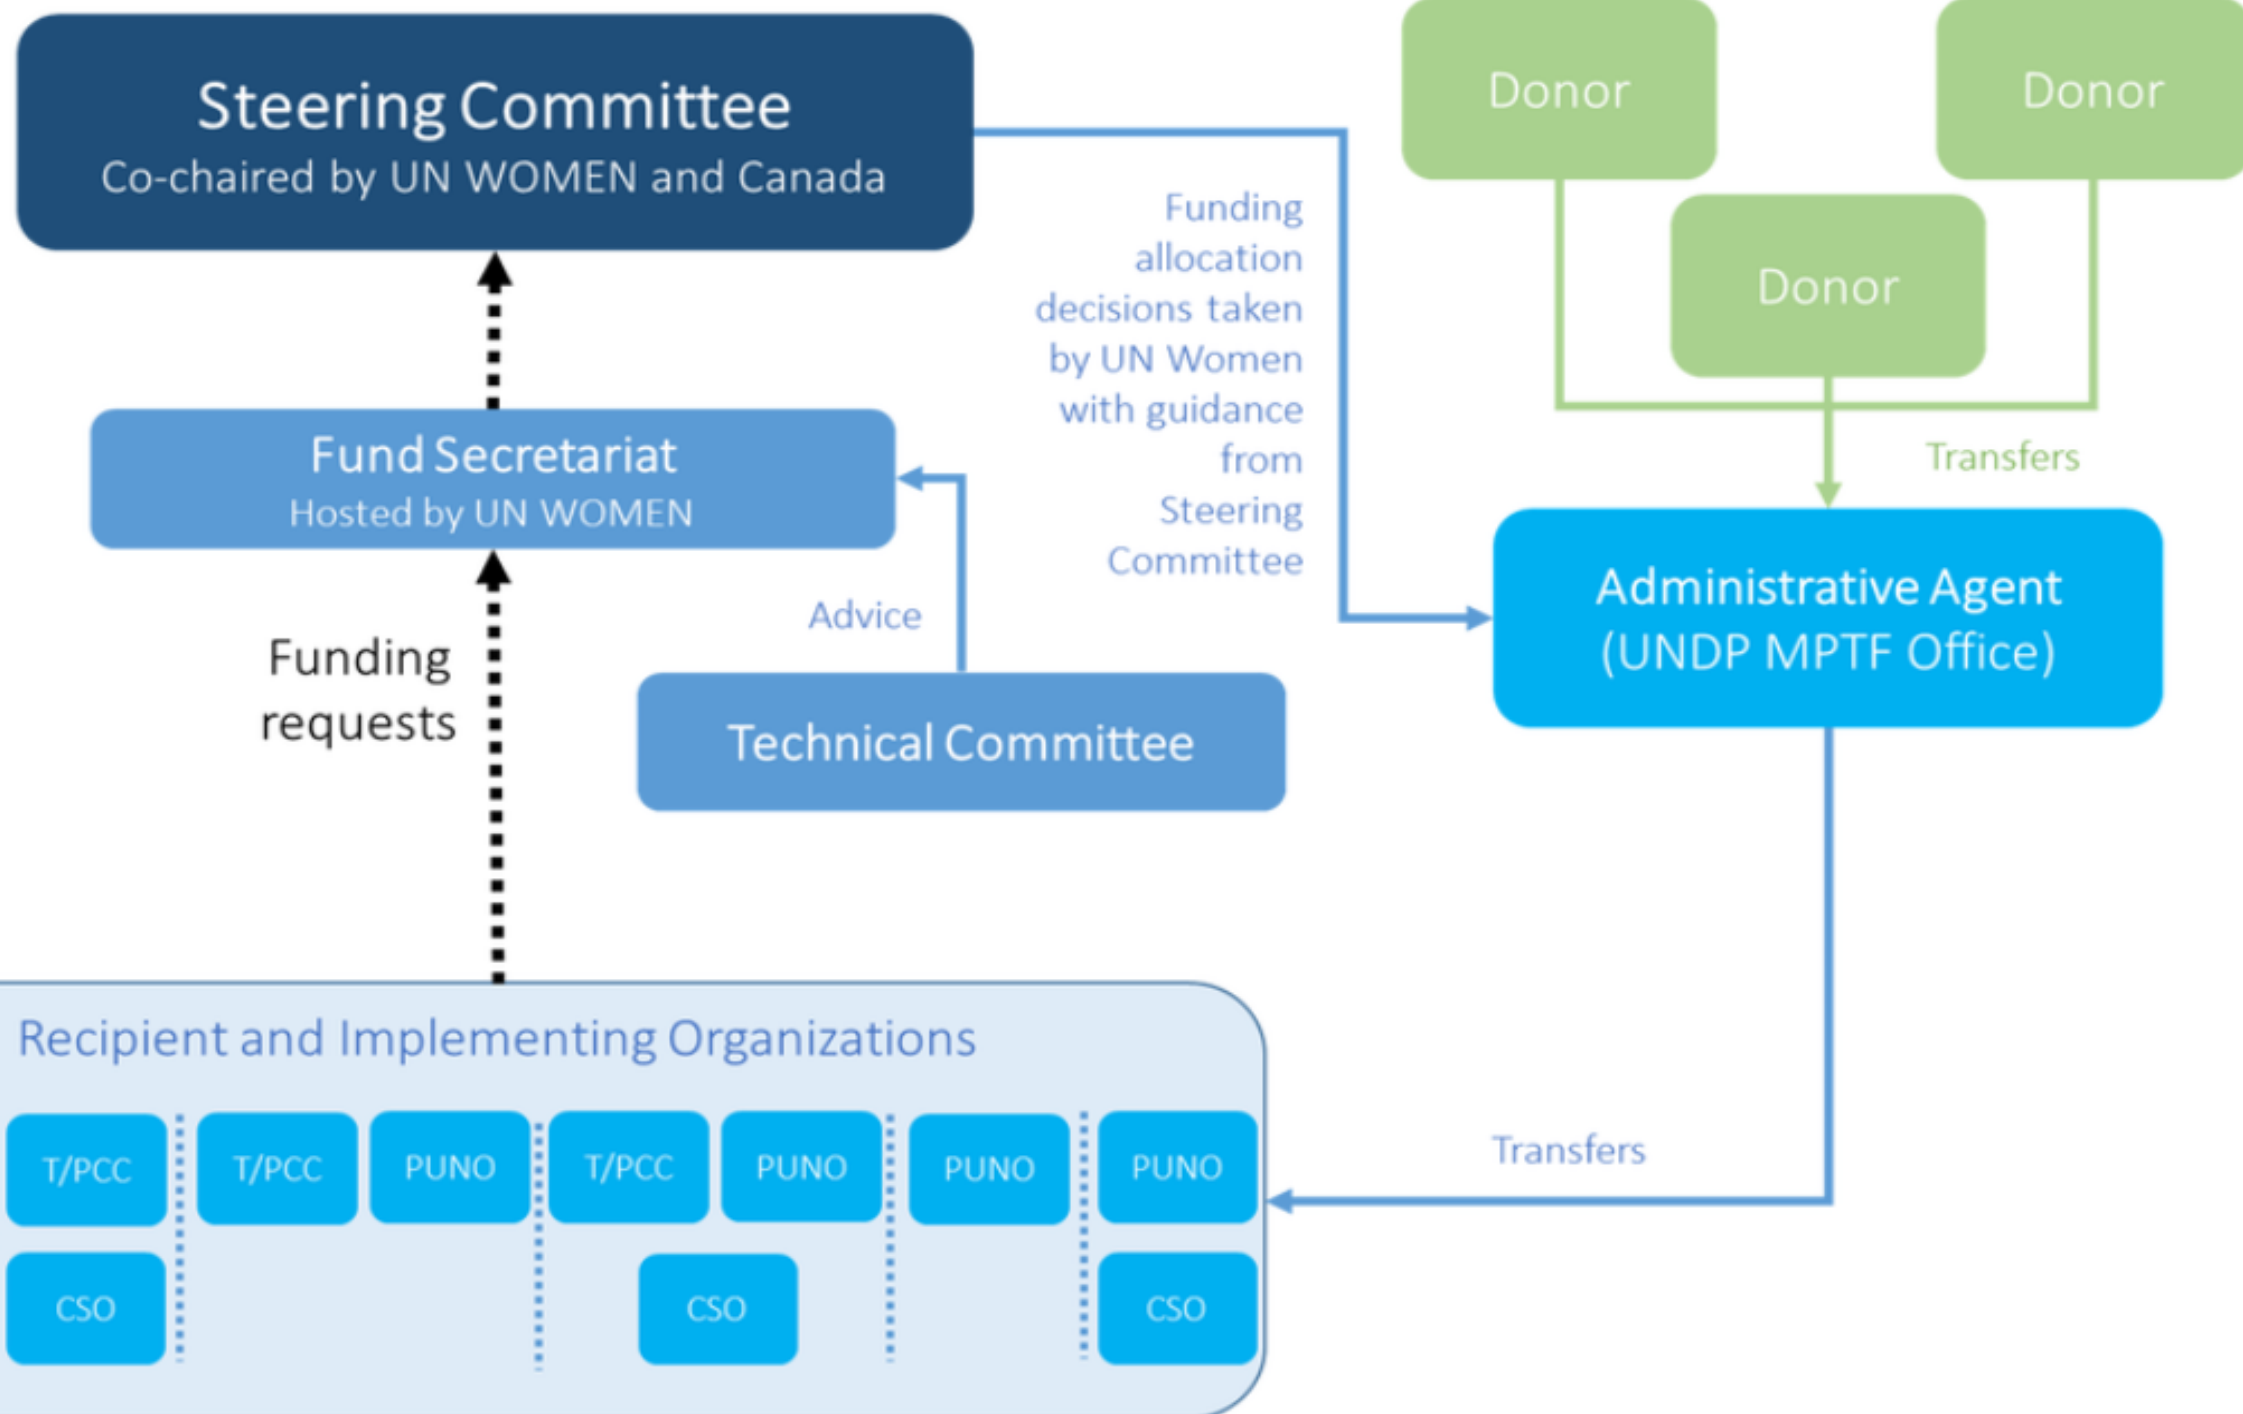 Steering Committee
Co-chaired by UN WOMEN and Canada
Donor
Donor
Donor
Funding
allocation
decisions taken
by UN Women
with guidance
from
Steering
Committee
Transfers
Fund Secretariat
Hosted by UN WOMEN
Advice
Administrative Agent
(UNDP MPTF Office)
Funding
requests
Technical Committee
Recipient and Implementing Organizations
T/PCC
T/PCC
PUNO
T/PCC
PUNO
PUNO
PUNO
Transfers
CSO
CSO
CSO